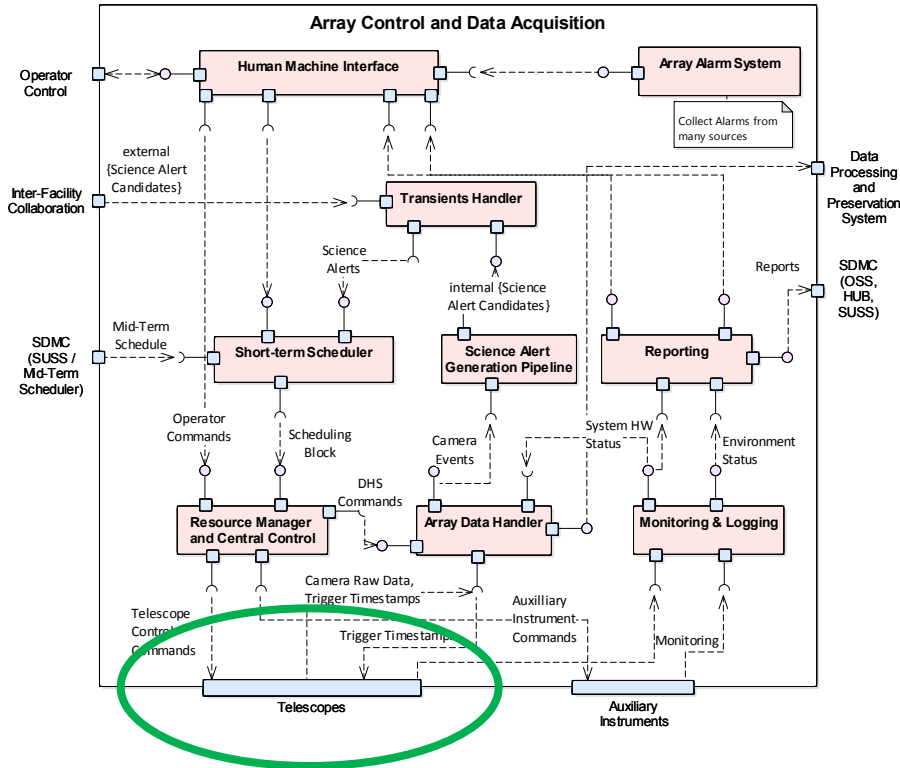 Array Control and Data Acquisition
Operator
Control
Human Machine Interface
Array Alarm System
Collect Alarms from
many sources
external
{Science Alert
Candidates}
Inter-Facility
Collaboration
Transients Handler
Data
Processing
and
Preservation
System
Science
Alerts
internal {Science
Alert Candidates}
Reports
SDMC
(OSS,
HUB,
SUSS)
Mid-Term
Schedule
SDMC
(SUSS /
Mid-Term
Scheduler)
Short-term Scheduler
Science Alert
Generation Pipeline
Reporting
Operator
Commands
Scheduling
Block
Camera
Events
System HW
Status
Environment
Status
DHS
Commands
Resource Manager
and Central Control
Array Data Handler
Monitoring & Logging
Camera Raw Data,
Trigger Timestamps
Telescope
Control
Commands
Trigger Timestamps
Auxilliary
Instrument
Commands
Monitoring
Telescopes
Auxiliary
Instruments